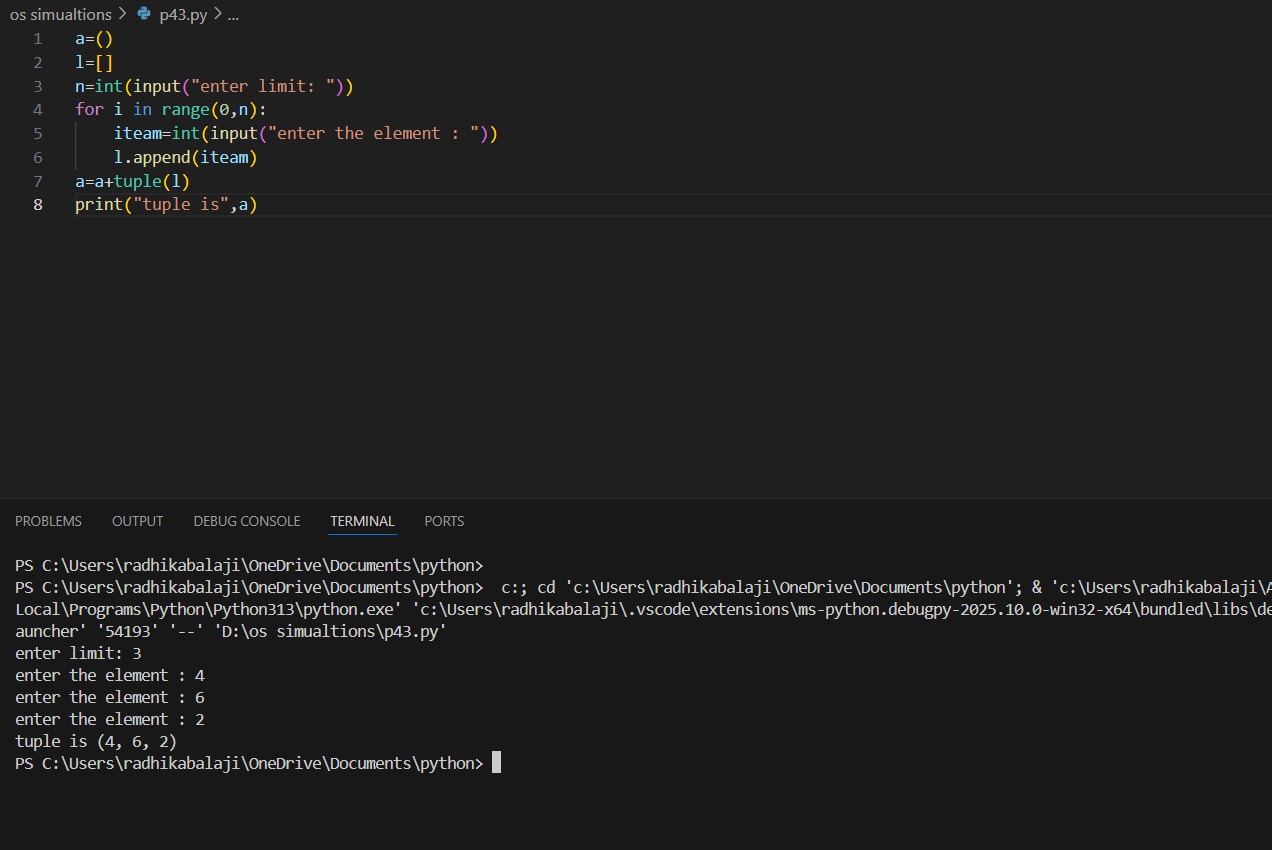 os simualtions > p43.py > ...
1 a=()
2 l=[]
3 n=int(input("enter limit: "))
4 for i in range(0,n):
5     iteam=int(input("enter the element : "))
6     l.append(iteam)
7 a=a+tuple(l)
8 print("tuple is",a)
PROBLEMS OUTPUT DEBUG CONSOLE TERMINAL PORTS
PS C:\Users\radhikabalaji\OneDrive\Documents\python>
PS C:\Users\radhikabalaji\OneDrive\Documents\python>  c:; cd 'c:\Users\radhikabalaji\OneDrive\Documents\python'; & 'c:\Users\radhikabalaji\A
Local\Programs\Python\Python313\python.exe' 'c:\Users\radhikabalaji\.vscode\extensions\ms-python.debugpy-2025.10.0-win32-x64\bundled\libs\de
auncher' '54193' '--' 'D:\os simualtions\p43.py'
enter limit: 3
enter the element : 4
enter the element : 6
enter the element : 2
tuple is (4, 6, 2)
PS C:\Users\radhikabalaji\OneDrive\Documents\python>